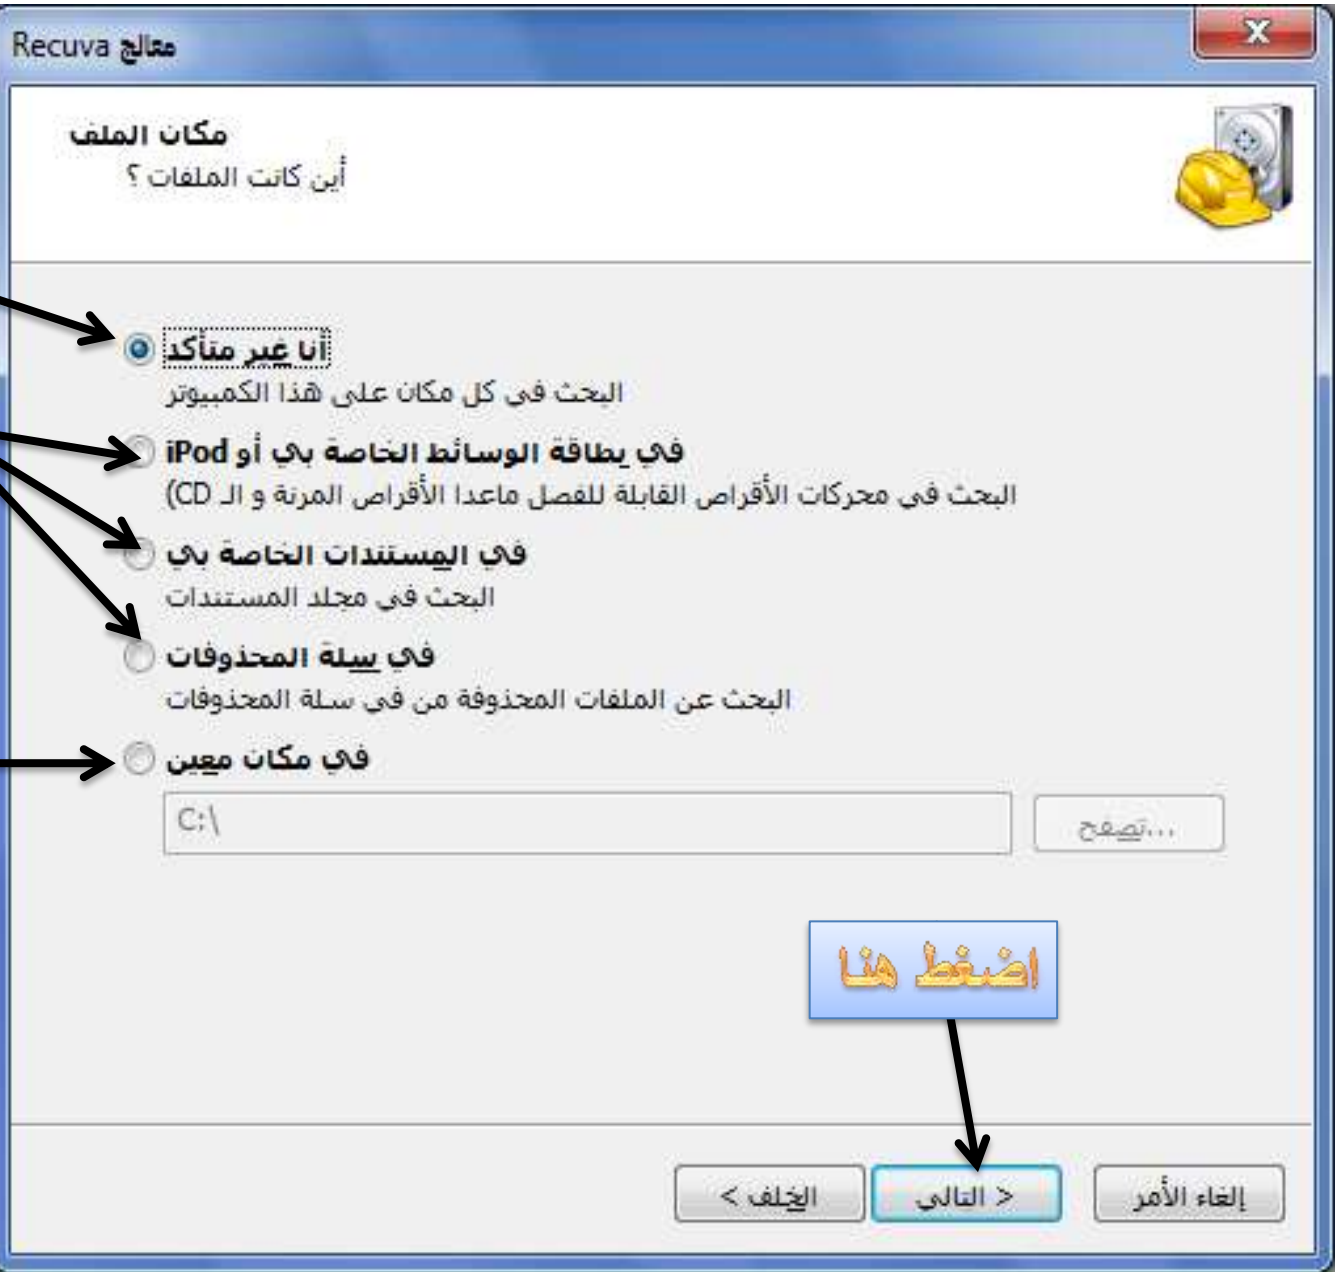 معالج Recuva
مكان الملف
أين كانت الملفات ؟
أنا غير متأكد
البحث في كل مكان على هذا الكمبيوتر
في بطاقة الوسائط الخاصة بي أو iPod
البحث في محركات الأقراص القابلة للفصل ماعدا الأقراص المرنة و الـ CD)
في المستندات الخاصة بي
البحث في مجلد المستندات
في سلة المحذوفات
البحث عن الملفات المحذوفة من في سلة المحذوفات
في مكان معين
C:\
تصفح...
اضغط هنا
الخلف >
< التالي
إلغاء الأمر